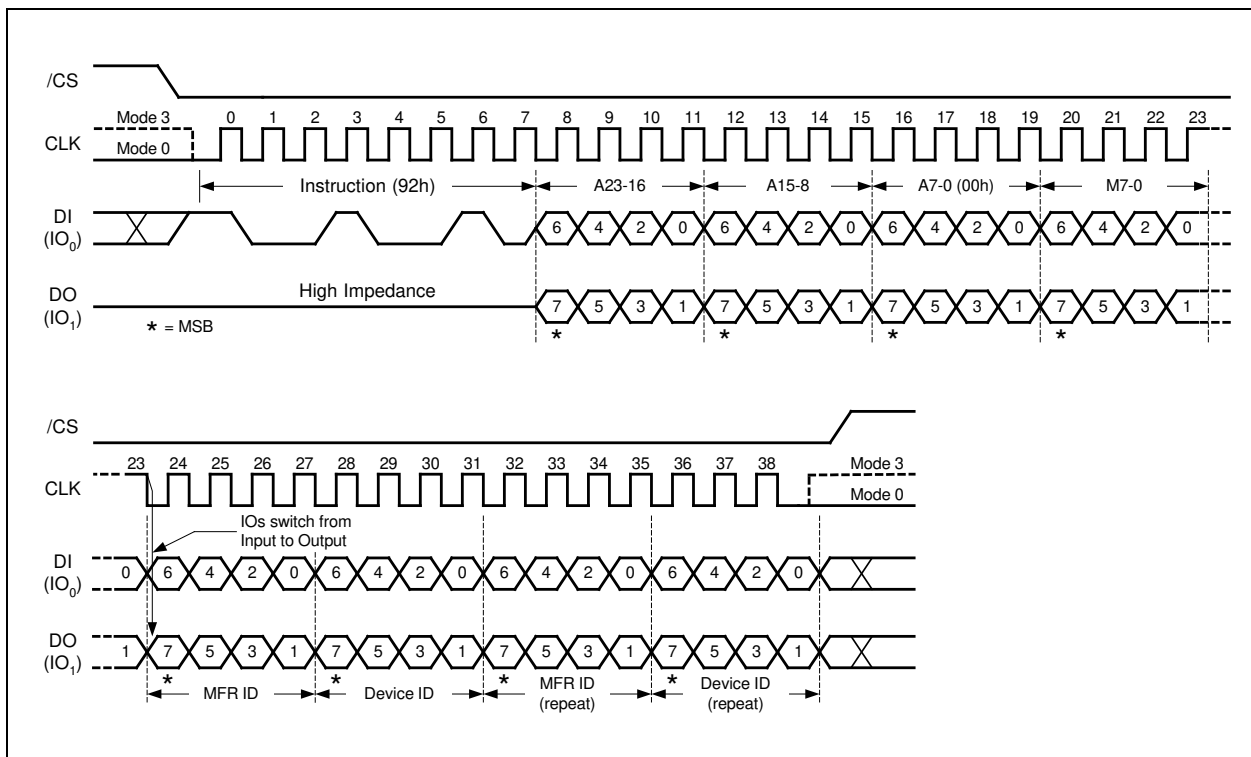 /CS
Mode 3 0 1 2 3 4 5 6 7 8 9 10 11 12 13 14 15 16 17 18 19 20 21 22 23
CLK
Mode 0
Instruction (92h) A23-16 A15-8 A7-0 (00h) M7-0
DI
(IO0)
6 4 2 0 6 4 2 0 6 4 2 0 6 4 2 0
High Impedance
DO
(IO1)
7 5 3 1 7 5 3 1 7 5 3 1 7 5 3 1
* = MSB
* * * *
/CS
23 24 25 26 27 28 29 30 31 32 33 34 35 36 37 38 Mode 3
CLK
Mode 0
IOs switch from
Input to Output
DI
(IO0)
0 6 4 2 0 6 4 2 0 6 4 2 0 6 4 2 0
DO
(IO1)
1 7 5 3 1 7 5 3 1 7 5 3 1 7 5 3 1
* * * *
MFR ID Device ID MFR ID
(repeat)
Device ID
(repeat)